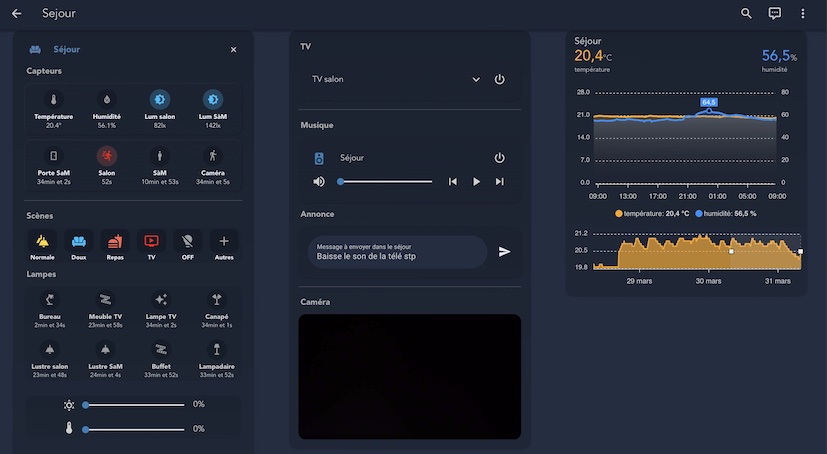 Sejour
Séjour
Capteurs
Température Humidité Lum salon Lum SàM
20.4° 56.1% 82lx 142lx
Porte SaM Salon SàM Caméra
34min et 2s 52s 10min et 53s 34min et 5s
Scènes
Normale Doux Repas TV OFF Autres
Lampes
Bureau Meuble TV Lampe TV Canapé
2min et 34s 23min et 58s 34min et 2s 34min et 1s
Lustre salon Lustre SaM Buffet Lampadaire
23min et 48s 24min et 4s 33min et 52s 33min et 52s
0%
0%
TV
TV salon
Musique
Séjour
Annonce
Message à envoyer dans le séjour
Baisse le son de la télé stp
Caméra
Séjour
20,4°C 56,5%
température humidité
64,5
28.0 80
21.0 60
14.0 40
7.0 20
0.0 0
09:00 13:00 17:00 21:00 01:00 05:00 09:00
température: 20,4 °C humidité: 56,5 %
21.2
20.5
19.8
29 mars 30 mars 31 mars